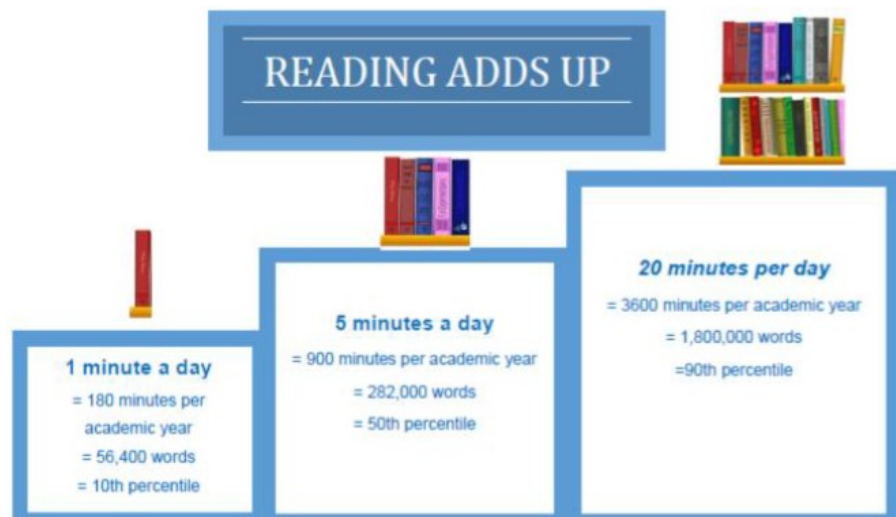 READING ADDS UP
1 minute a day
= 180 minutes per
academic year
= 56,400 words
= 10th percentile
5 minutes a day
= 900 minutes per academic year
= 282,000 words
= 50th percentile
20 minutes per day
= 3600 minutes per academic year
= 1,800,000 words
=90th percentile